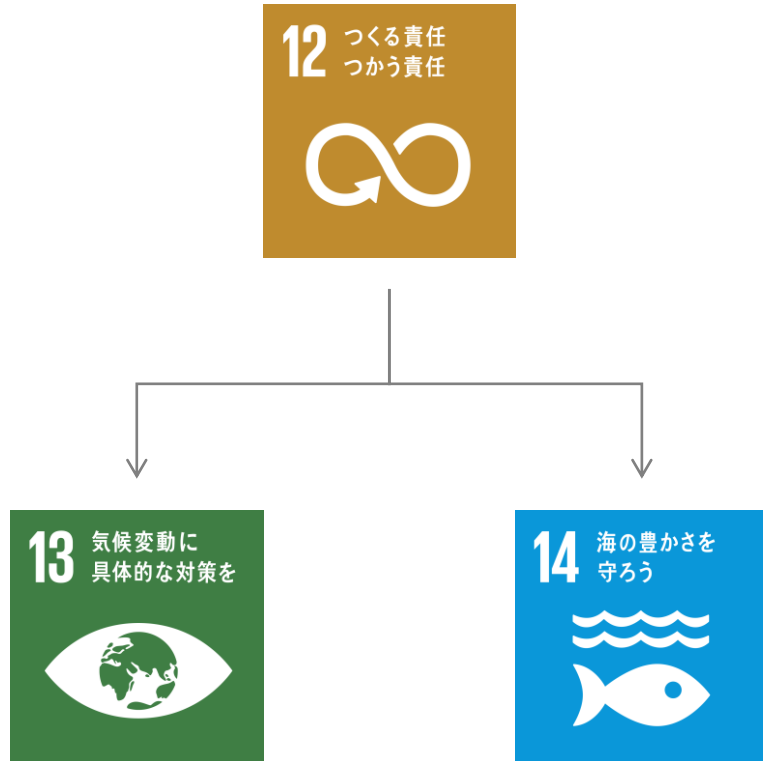 12
つくる責任
つかう責任
13
気候変動に
具体的な対策を
14
海の豊かさを
守ろう